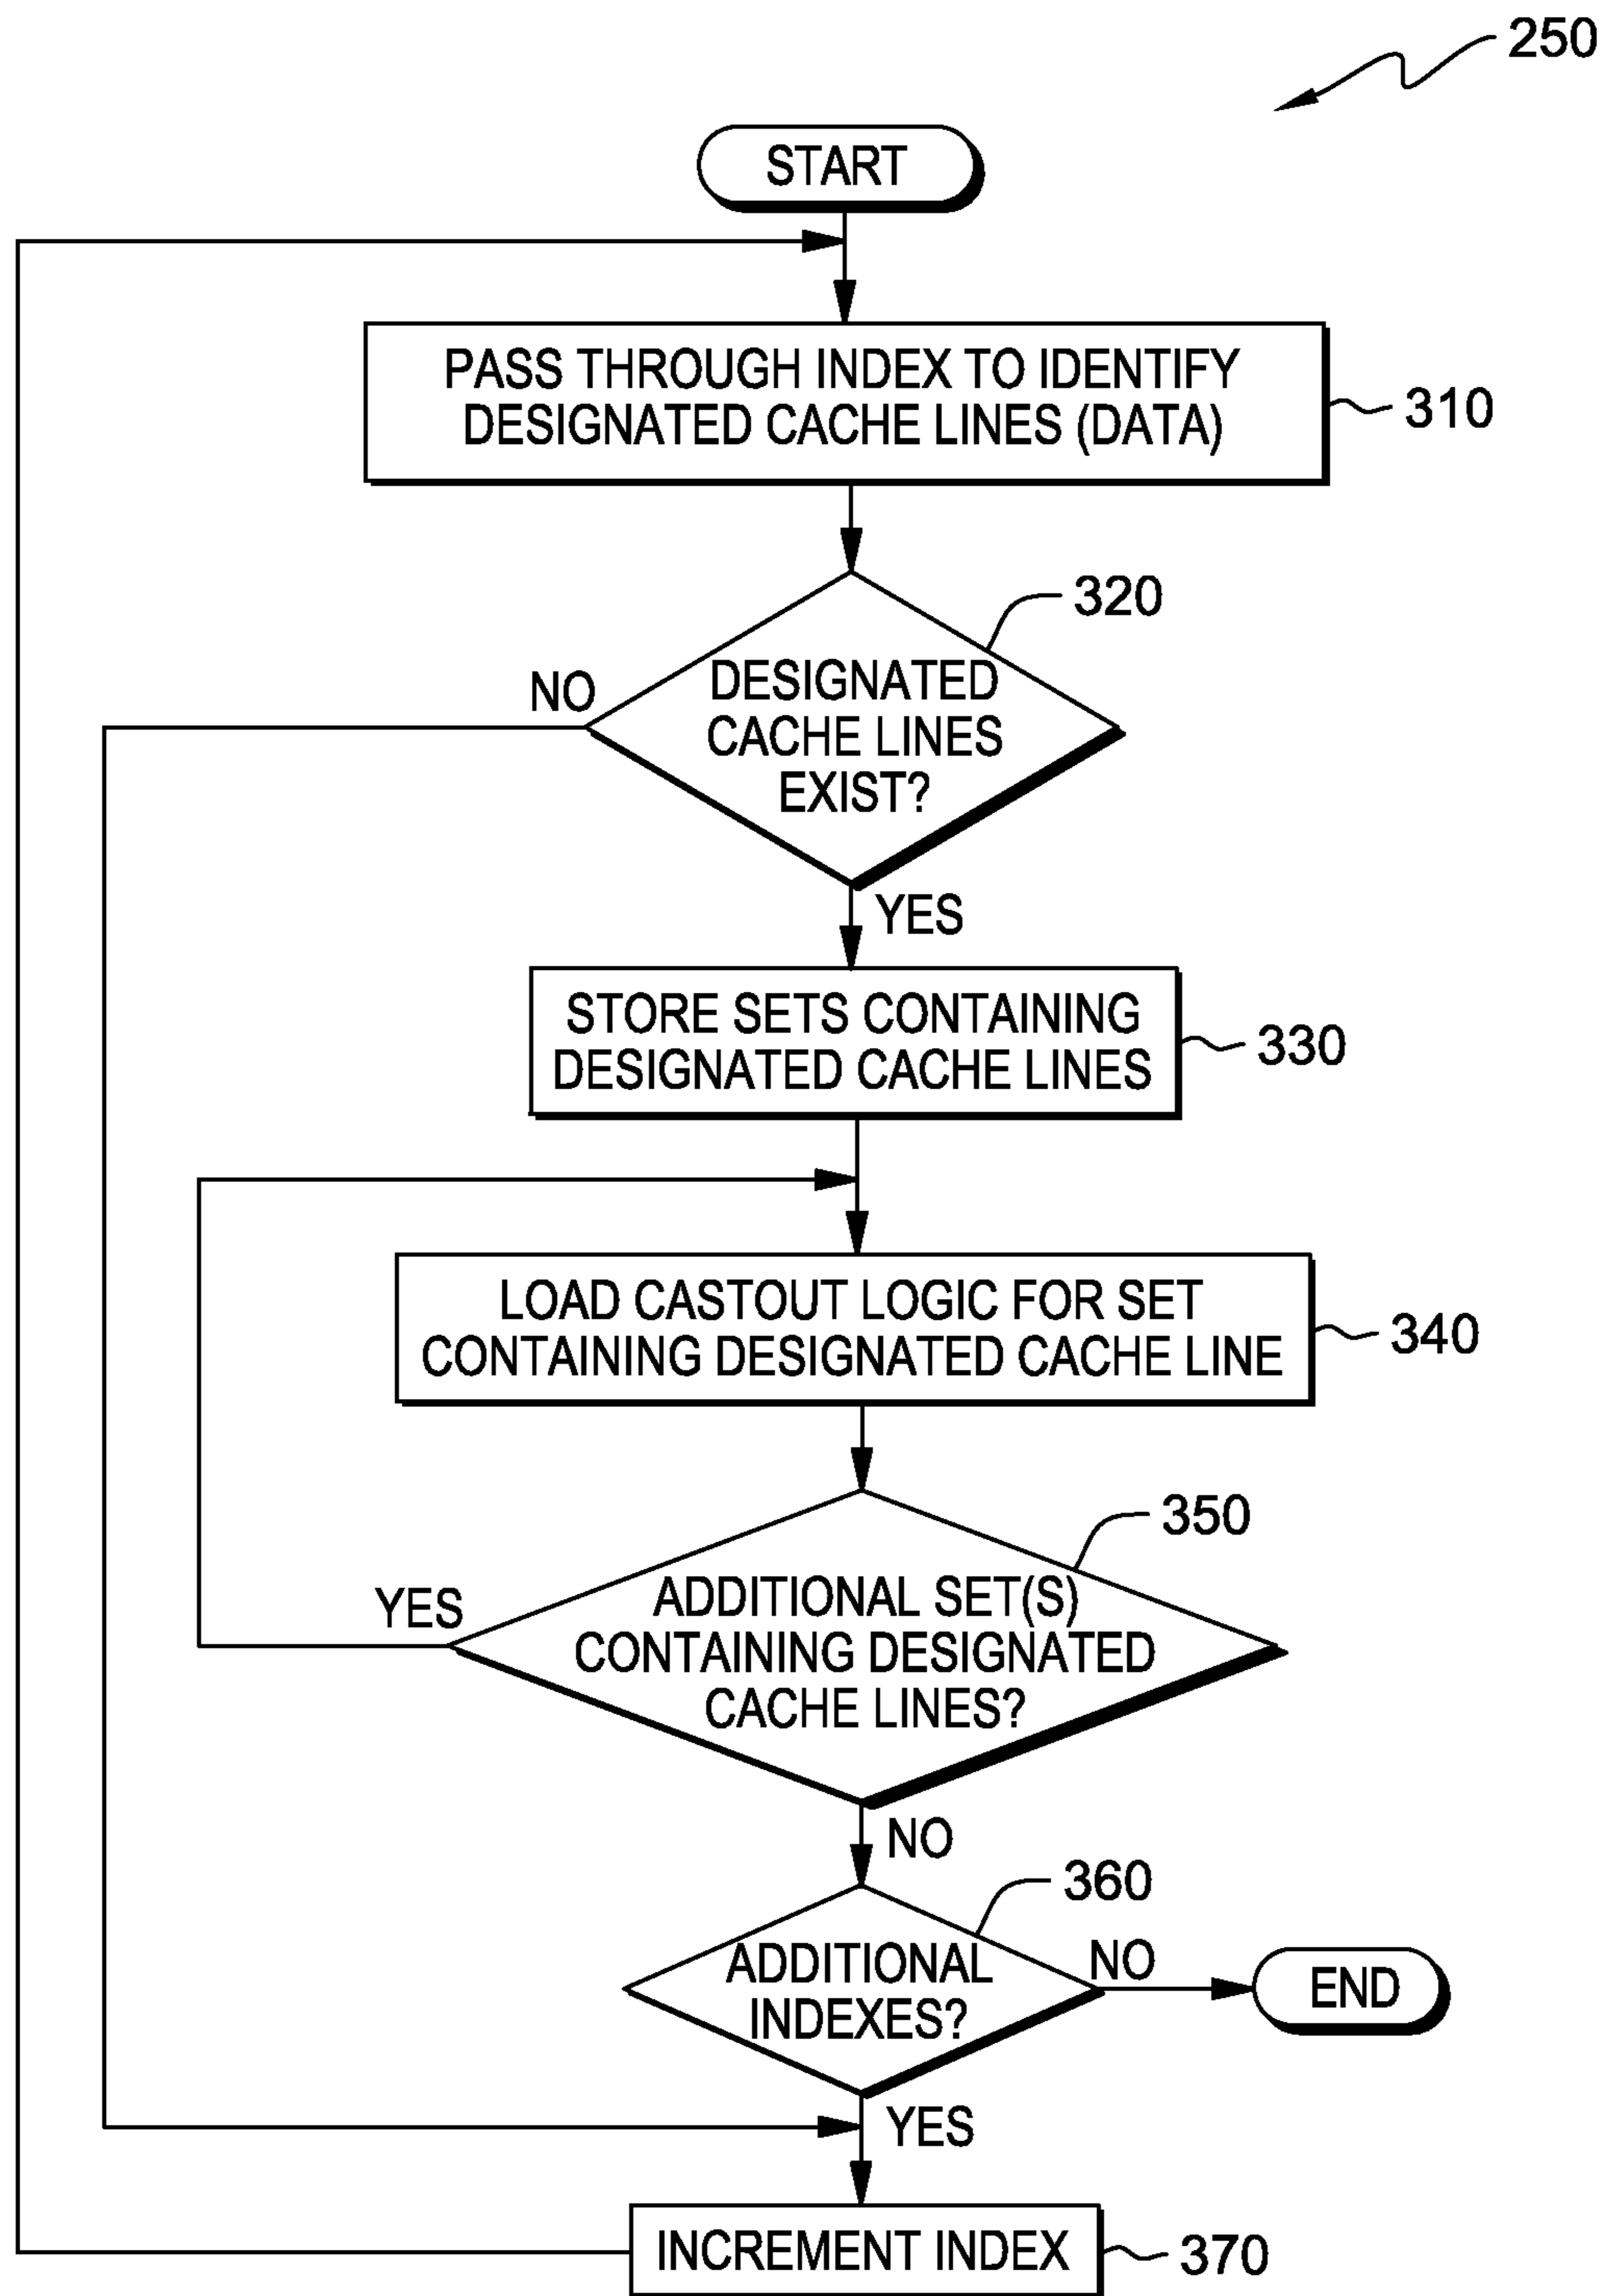 250
START
PASS THROUGH INDEX TO IDENTIFY
DESIGNATED CACHE LINES (DATA)
310
320
NO
DESIGNATED
CACHE LINES
EXIST?
YES
STORE SETS CONTAINING
DESIGNATED CACHE LINES
330
LOAD CASTOUT LOGIC FOR SET
CONTAINING DESIGNATED CACHE LINE
340
350
YES
ADDITIONAL SET(S)
CONTAINING DESIGNATED
CACHE LINES?
NO
360
ADDITIONAL
INDEXES?
NO
END
YES
INCREMENT INDEX
370